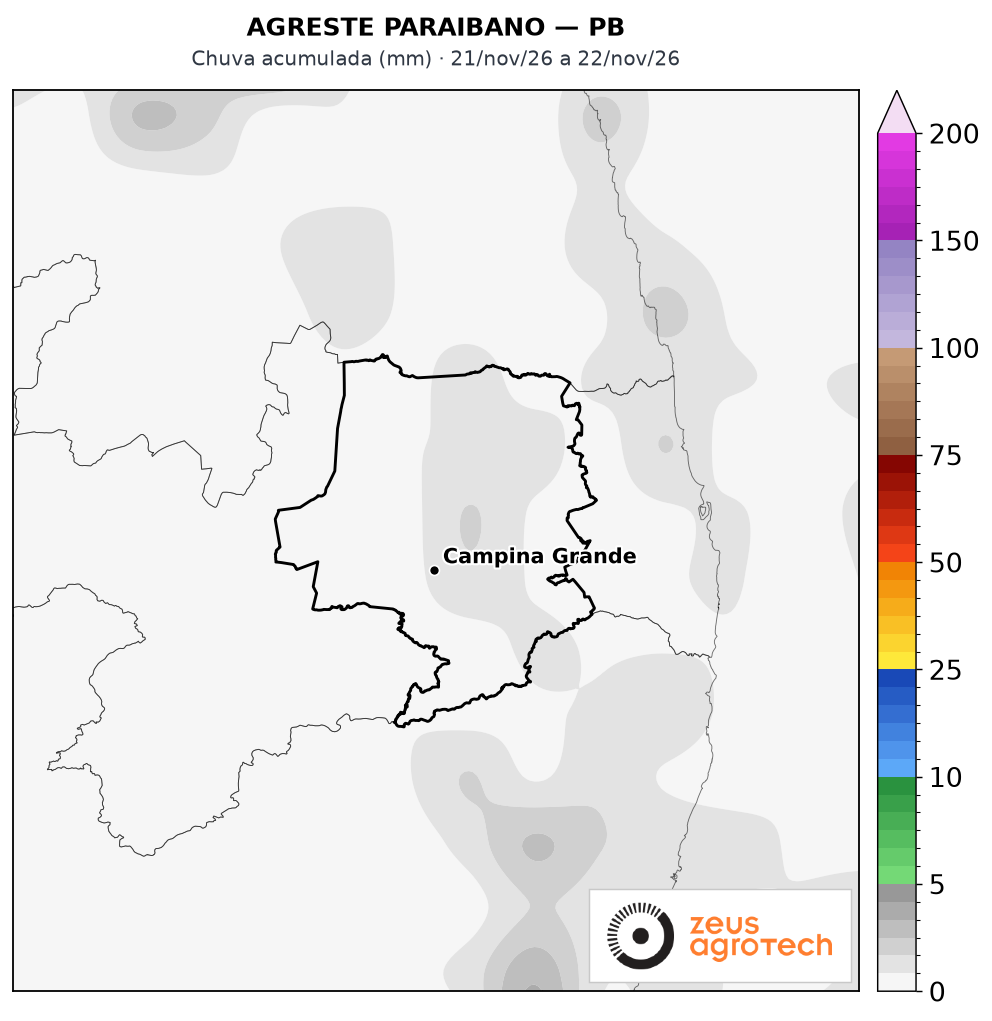 AGRESTE PARAIBANO — PB
Chuva acumulada (mm) · 21/nov/26 a 22/nov/26
200
150
100
75
50
25
10
5
0
Campina Grande
zeus
agrotech